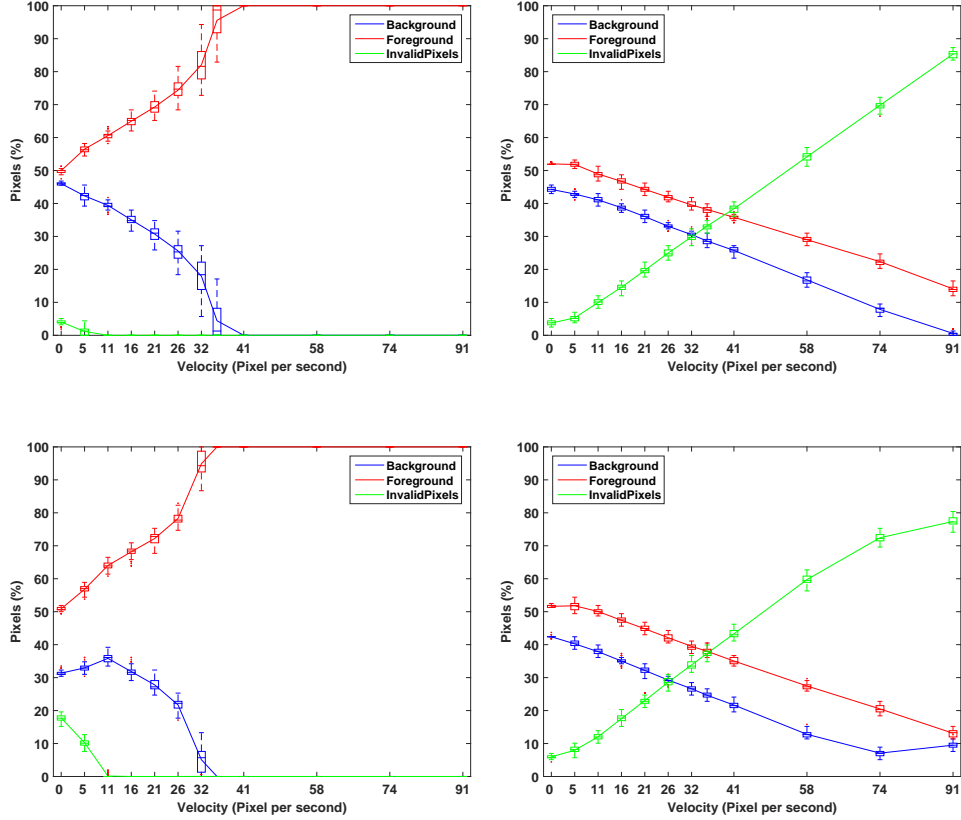 100
90
80
70
60
50
40
30
20
10
0
Pixels (%)
Background
Foreground
InvalidPixels
0 5 11 16 21 26 32 41 58 74 91
Velocity (Pixel per second)
100
90
80
70
60
50
40
30
20
10
0
Pixels (%)
Background
Foreground
InvalidPixels
0 5 11 16 21 26 32 41 58 74 91
Velocity (Pixel per second)
100
90
80
70
60
50
40
30
20
10
0
Pixels (%)
Background
Foreground
InvalidPixels
0 5 11 16 21 26 32 41 58 74 91
Velocity (Pixel per second)
100
90
80
70
60
50
40
30
20
10
0
Pixels (%)
Background
Foreground
InvalidPixels
0 5 11 16 21 26 32 41 58 74 91
Velocity (Pixel per second)